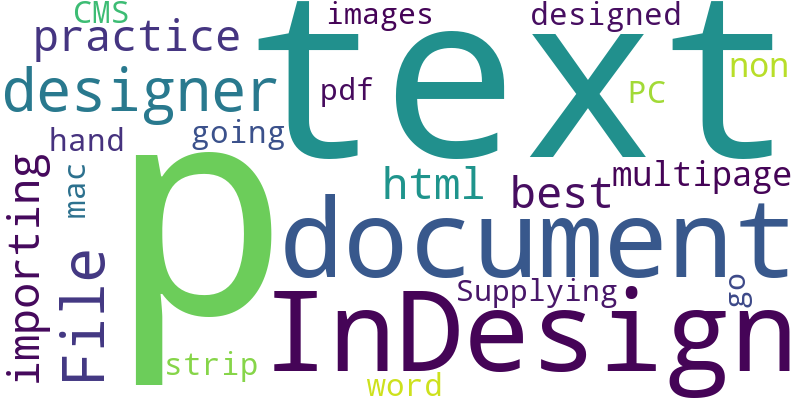 CMS
images
designed
practice
text
non
designer
pdf
PC
hand
going
p
html
best
multipage
mac
importing
File
document
go
Supplying
InDesign
strip
word